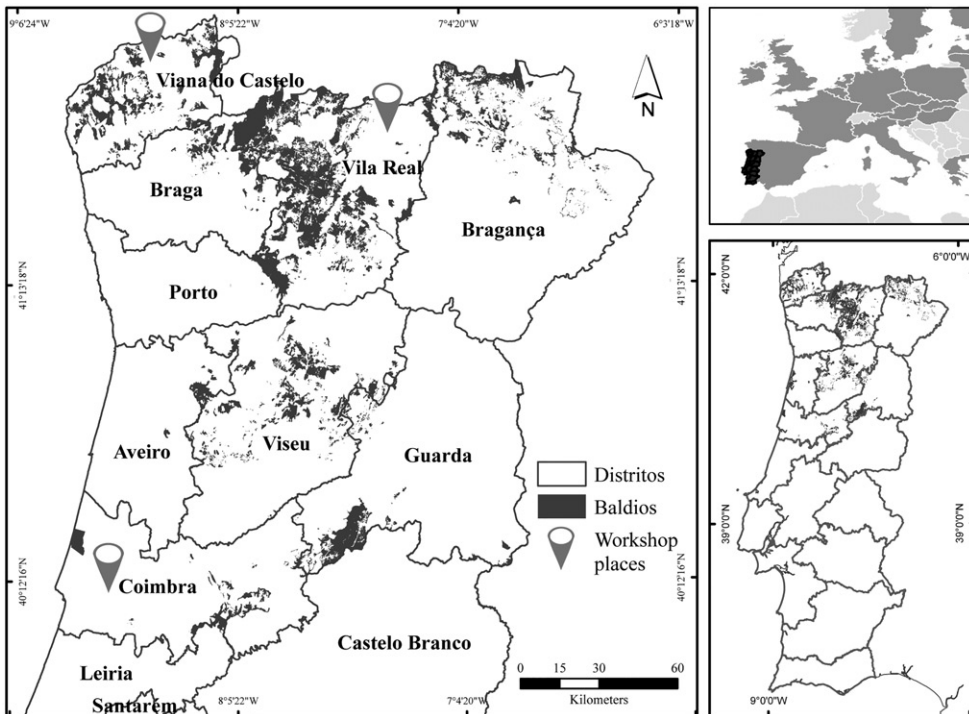 9°6'24"W
8°5'22"W
7°4'20"W
6°3'18"W
Viana do Castelo
N
Vila Real
Braga
Bragança
41°13'18"N
41°13'18"N
Porto
Aveiro
Viseu
Guarda
Distritos
Baldios
Workshop
places
40°12'16"N
40°12'16"N
Coimbra
Castelo Branco
Leiria
Santarém
8°5'22"W
7°4'20"W
0 15 30 60
Kilometers
6°0'0"W
42°0'0"N
39°0'0"N
39°0'0"N
9°0'0"W